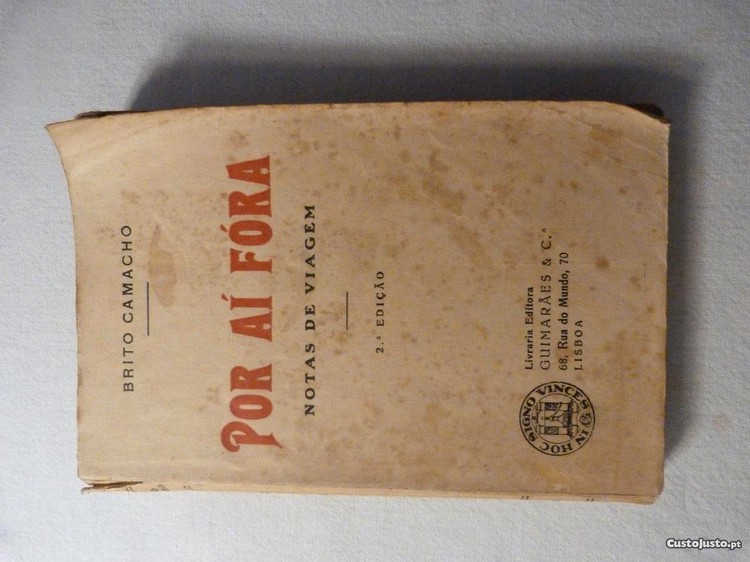 BRITO CAMACHO
POR AÍ FÓRA
NOTAS DE VIAGEM
2.ª EDIÇÃO
IN HOC SIGNO VINCES
Livraria Editora
GUIMARÃES & C.ª
68, Rua do Mundo, 70
LISBOA
CustoJusto.pt